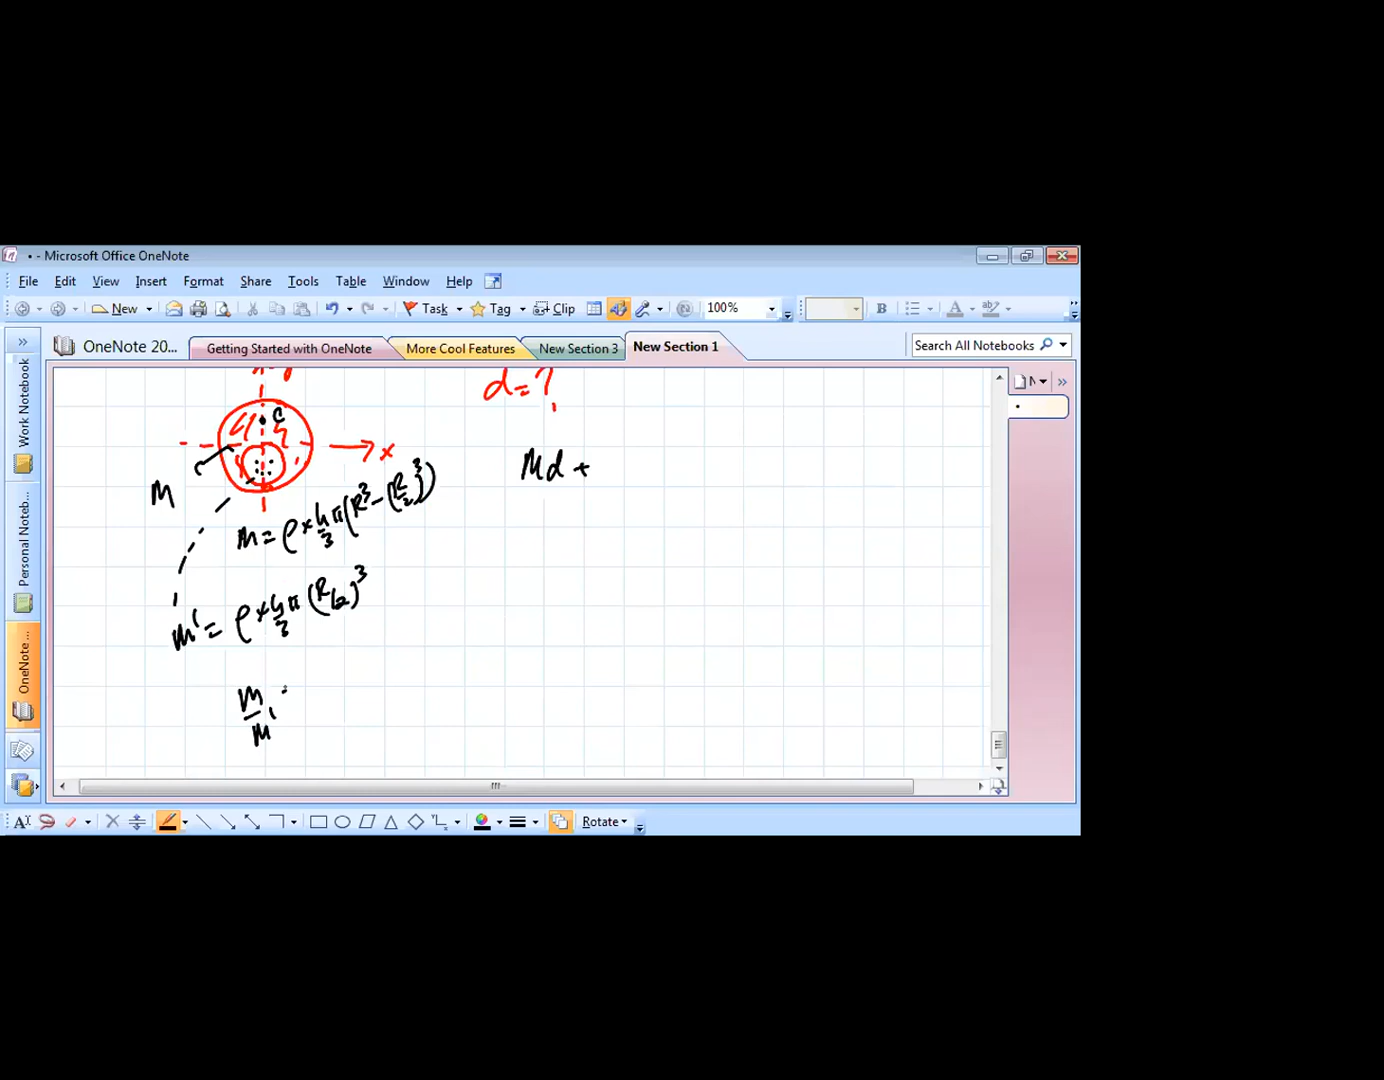 • - Microsoft Office OneNote
File Edit View Insert Format Share Tools Table Window Help
New Task Tag Clip 100% B A ab
OneNote 20... Getting Started with OneNote More Cool Features New Section 3 New Section 1 Search All Notebooks
Work Notebook
Personal Noteb...
OneNote ...
d = ?
C
x
M
Md +
M = ρ × 4/3 π (R³ - (R/2)³)
M' = ρ × 4/3 π (R/2)³
M/M'
Rotate